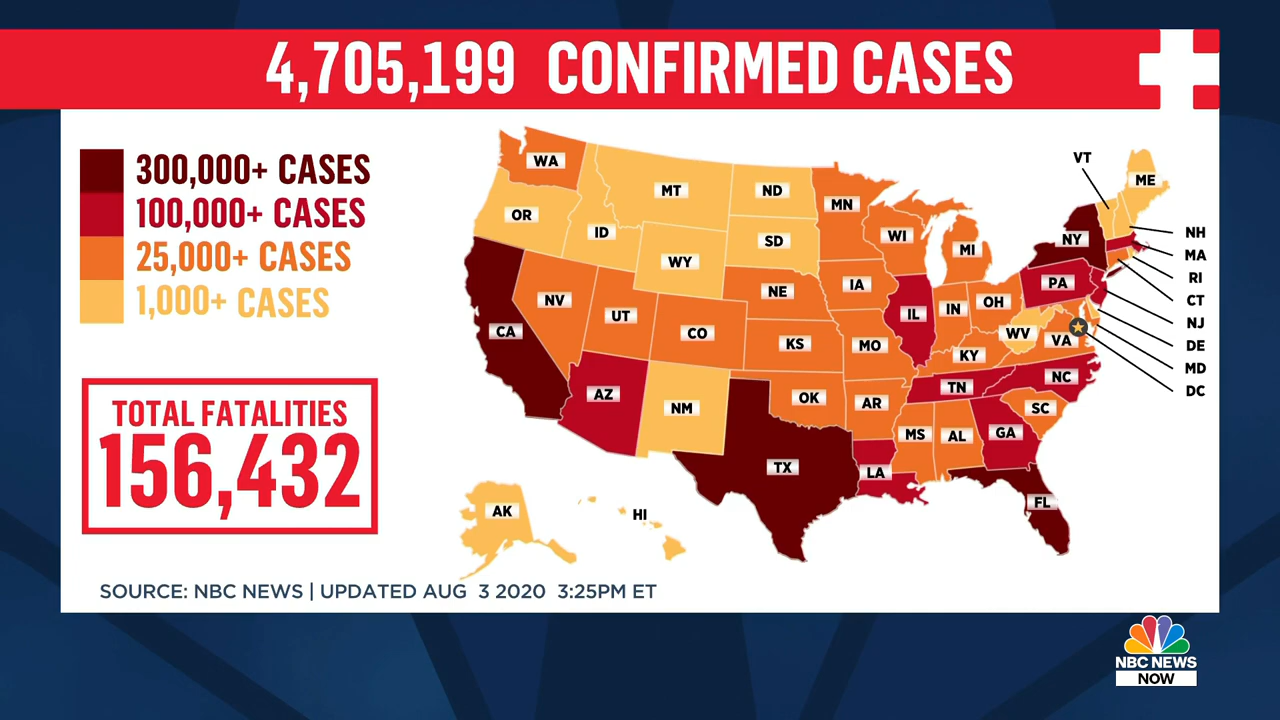 4,705,199 CONFIRMED CASES
300,000+ CASES
100,000+ CASES
25,000+ CASES
1,000+ CASES
TOTAL FATALITIES
156,432
WA
MT
ND
MN
OR
ID
SD
WI
MI
WY
NV
UT
CO
NE
IA
IL
IN
OH
PA
NY
VT
ME
NH
MA
RI
CT
NJ
DE
MD
DC
CA
KS
MO
KY
WV
VA
AZ
NM
OK
AR
TN
NC
SC
MS
AL
GA
TX
LA
FL
AK
HI
SOURCE: NBC NEWS | UPDATED AUG 3 2020 3:25PM ET
NBC NEWS
NOW